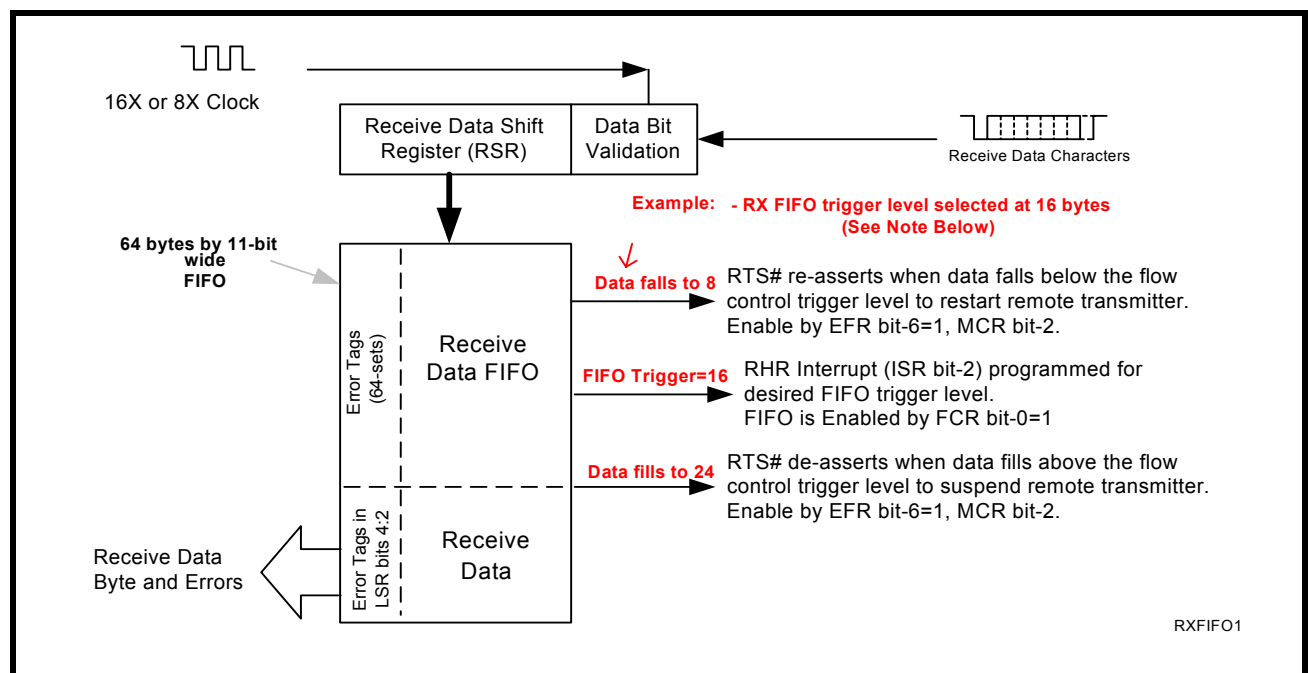 16X or 8X Clock
Receive Data Shift
Register (RSR)
Data Bit
Validation
Receive Data Characters
Example: - RX FIFO trigger level selected at 16 bytes
(See Note Below)
64 bytes by 11-bit
wide
FIFO
Data falls to 8
RTS# re-asserts when data falls below the flow
control trigger level to restart remote transmitter.
Enable by EFR bit-6=1, MCR bit-2.
Error Tags
(64-sets)
Receive
Data FIFO
FIFO Trigger=16
RHR Interrupt (ISR bit-2) programmed for
desired FIFO trigger level.
FIFO is Enabled by FCR bit-0=1
Data fills to 24
RTS# de-asserts when data fills above the flow
control trigger level to suspend remote transmitter.
Enable by EFR bit-6=1, MCR bit-2.
Error Tags in
LSR bits 4:2
Receive
Data
Receive Data
Byte and Errors
RXFIFO1